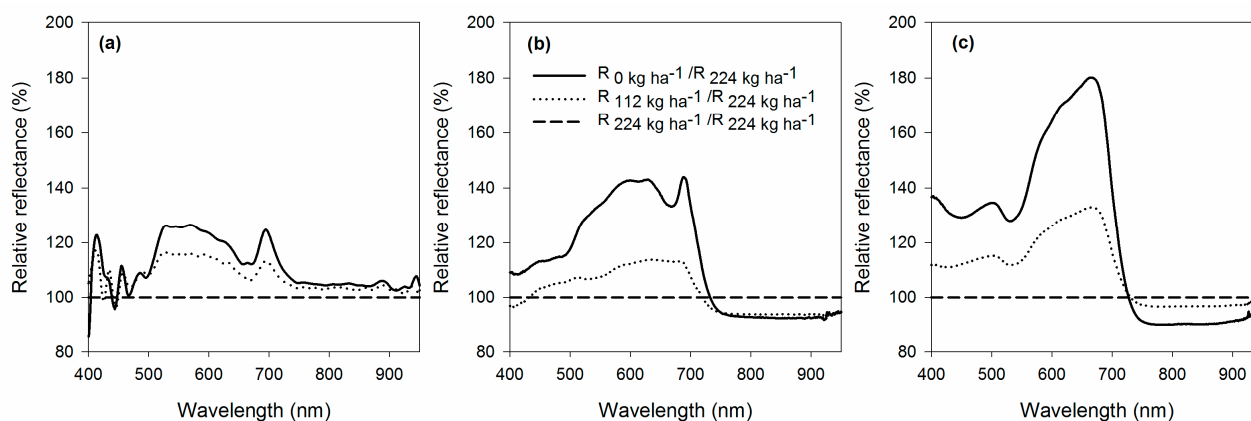 200
180
160
140
120
100
80
Relative reflectance (%)
(a)
400 500 600 700 800 900
Wavelength (nm)
200
180
160
140
120
100
80
Relative reflectance (%)
(b)
R 0 kg ha-1 /R 224 kg ha-1
R 112 kg ha-1 /R 224 kg ha-1
R 224 kg ha-1 /R 224 kg ha-1
400 500 600 700 800 900
Wavelength (nm)
200
180
160
140
120
100
80
Relative reflectance (%)
(c)
400 500 600 700 800 900
Wavelength (nm)